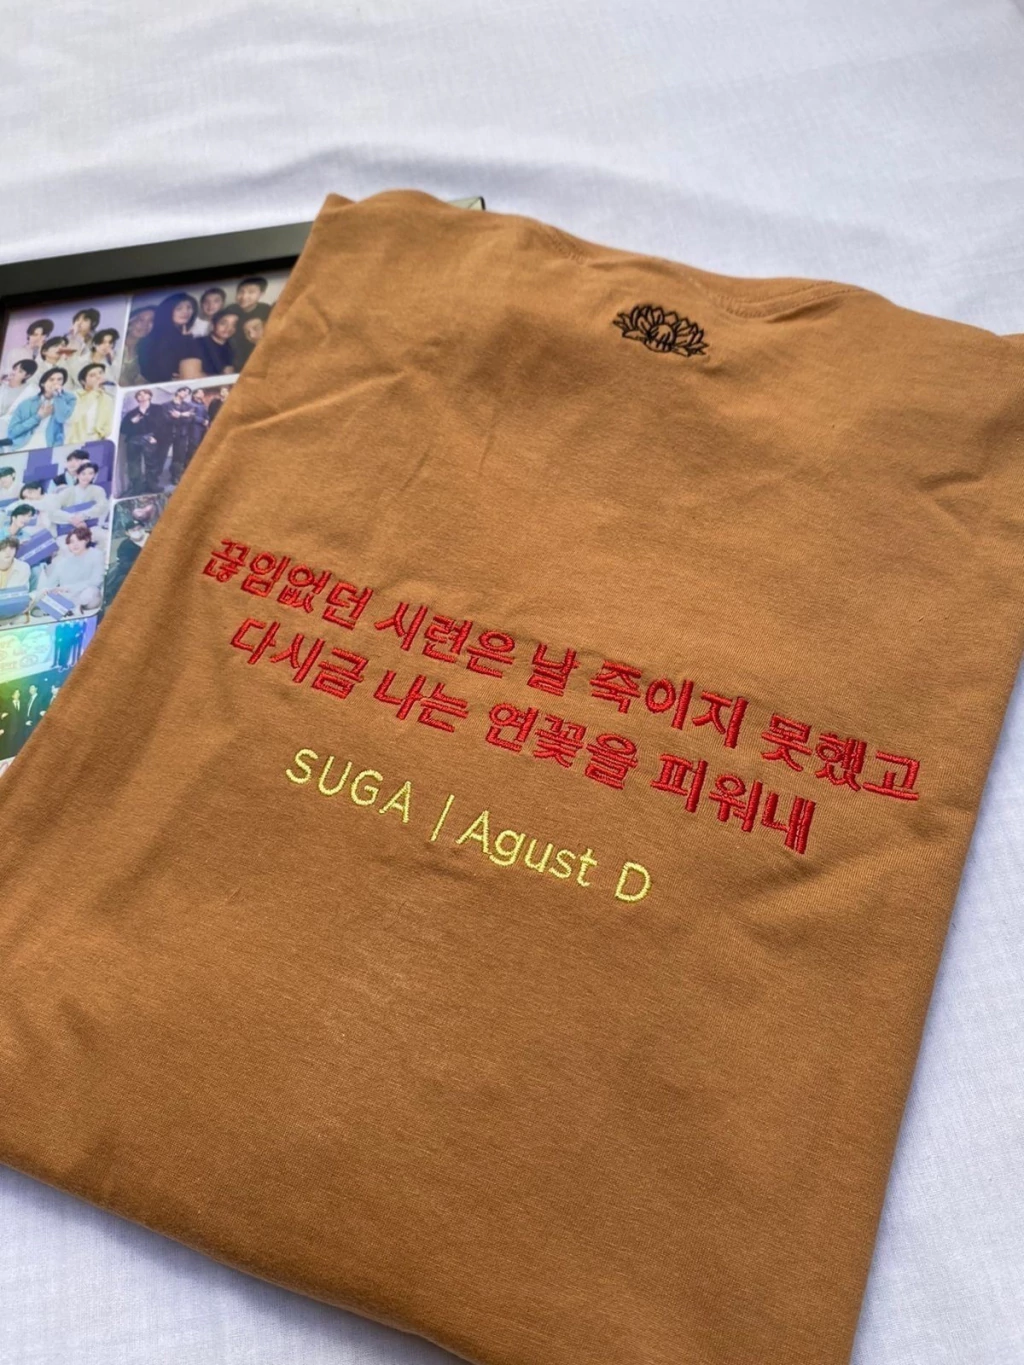 끊임없던 시련은 날 죽이지 못했고
다시금 나는 연꽃을 피워내
SUGA | Agust D